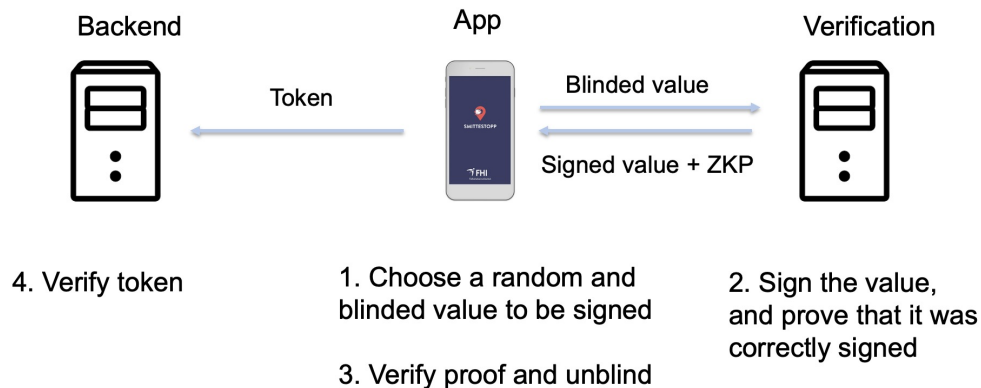 Backend
App
Verification
Token
Blinded value
Signed value + ZKP
SMITTESTOPP
FHI
4. Verify token
1. Choose a random and
blinded value to be signed
2. Sign the value,
and prove that it was
correctly signed
3. Verify proof and unblind